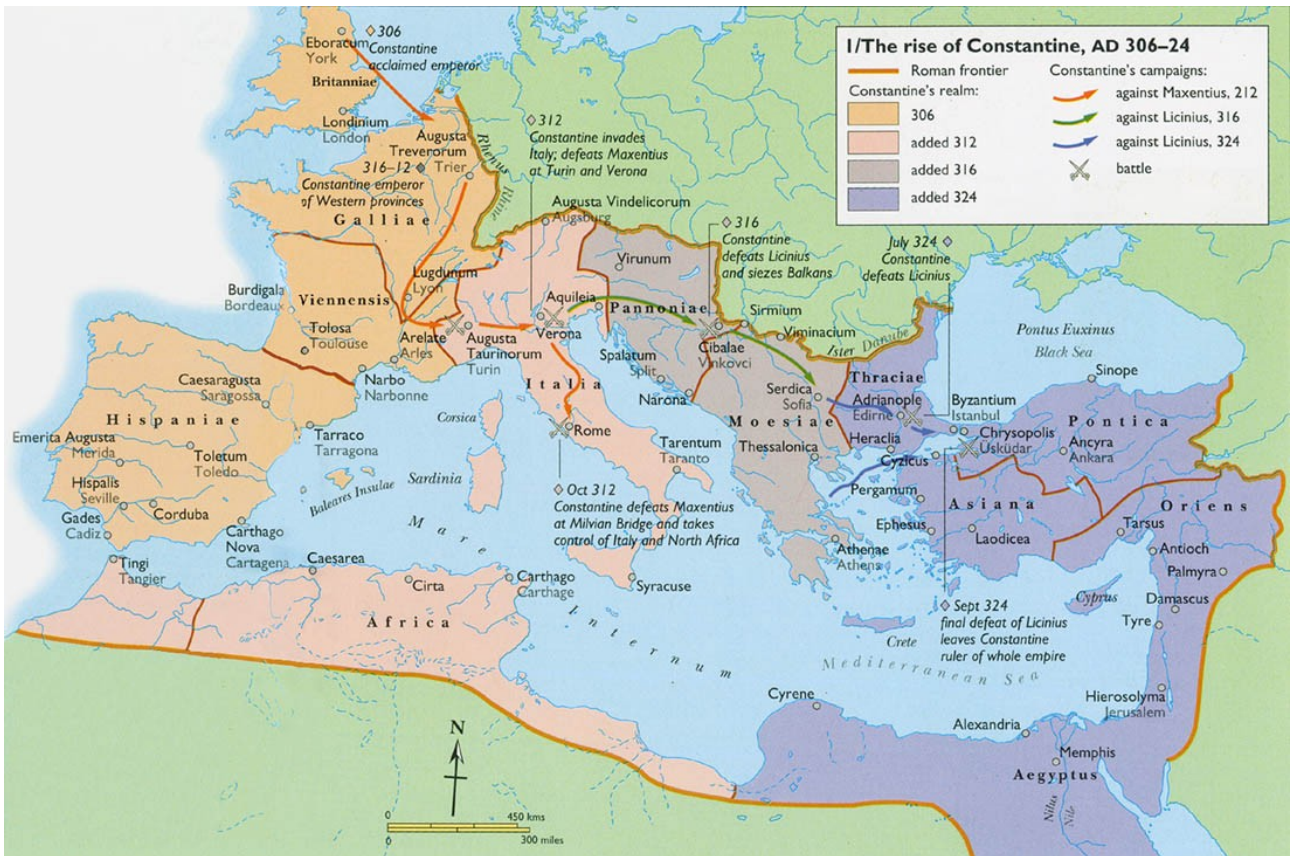 1/The rise of Constantine, AD 306–24
Roman frontier
Constantine's realm:
306
added 312
added 316
added 324
Constantine's campaigns:
against Maxentius, 212
against Licinius, 316
against Licinius, 324
battle
306
Constantine
acclaimed emperor
Eboracum
York
Britanniae
Londinium
London
Augusta
Treverorum
Trier
Rhenus
Rhine
316–12
Constantine emperor
of Western provinces
Galliae
312
Constantine invades
Italy; defeats Maxentius
at Turin and Verona
Augusta Vindelicorum
Augsburg
316
Constantine
defeats Licinius
and siezes Balkans
July 324
Constantine
defeats Licinius
Virunum
Lugdunum
Lyon
Burdigala
Bordeaux
Viennensis
Tolosa
Toulouse
Arelate
Arles
Narbo
Narbonne
Augusta
Taurinorum
Turin
Verona
Aquileia
Pannoniae
Sirmium
Viminacium
Cibalae
Vinkovci
Ister
Danube
Pontus Euxinus
Black Sea
Sinope
Spalatum
Split
Narona
Italia
Corsica
Rome
Serdica
Sofia
Moesiae
Thraciae
Adrianople
Edirne
Byzantium
Istanbul
Pontica
Chrysopolis
Üsküdar
Ancyra
Ankara
Heraclia
Cyzicus
Thessalonica
Caesaragusta
Saragossa
Hispaniae
Emerita Augusta
Merida
Toletum
Toledo
Tarraco
Tarragona
Hispalis
Seville
Corduba
Gades
Cadiz
Carthago
Nova
Cartagena
Baleares Insulae
Sardinia
Tarentum
Taranto
Pergamum
Asiana
Ephesus
Laodicea
Oriens
Tarsus
Antioch
Palmyra
Athenae
Athens
Oct 312
Constantine defeats Maxentius
at Milvian Bridge and takes
control of Italy and North Africa
Mare
Internum
Tingi
Tangier
Caesarea
Cirta
Carthago
Carthage
Syracuse
Africa
Sept 324
final defeat of Licinius
leaves Constantine
ruler of whole empire
Crete
Cyprus
Damascus
Tyre
Mediterranean Sea
Cyrene
Alexandria
Hierosolyma
Jerusalem
Memphis
Aegyptus
Nilus
Nile
N
0 450 kms
0 300 miles